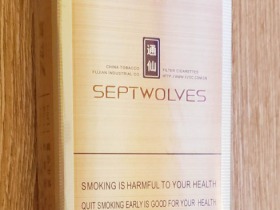 通仙
CHINA TOBACCO FILTER CIGARETTES
FUJIAN INDUSTRIAL CO.
SEPTWOLVES
SMOKING IS HARMFUL TO YOUR HEALTH
QUIT SMOKING EARLY IS GOOD FOR YOUR HEALTH